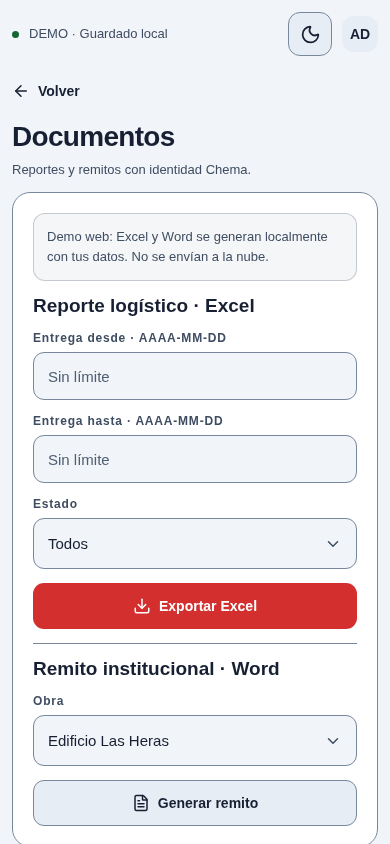 DEMO · Guardado local
AD
Volver
Documentos
Reportes y remitos con identidad Chema.
Demo web: Excel y Word se generan localmente
con tus datos. No se envían a la nube.
Reporte logístico · Excel
Entrega desde · AAAA-MM-DD
Sin límite
Entrega hasta · AAAA-MM-DD
Sin límite
Estado
Todos
Exportar Excel
Remito institucional · Word
Obra
Edificio Las Heras
Generar remito